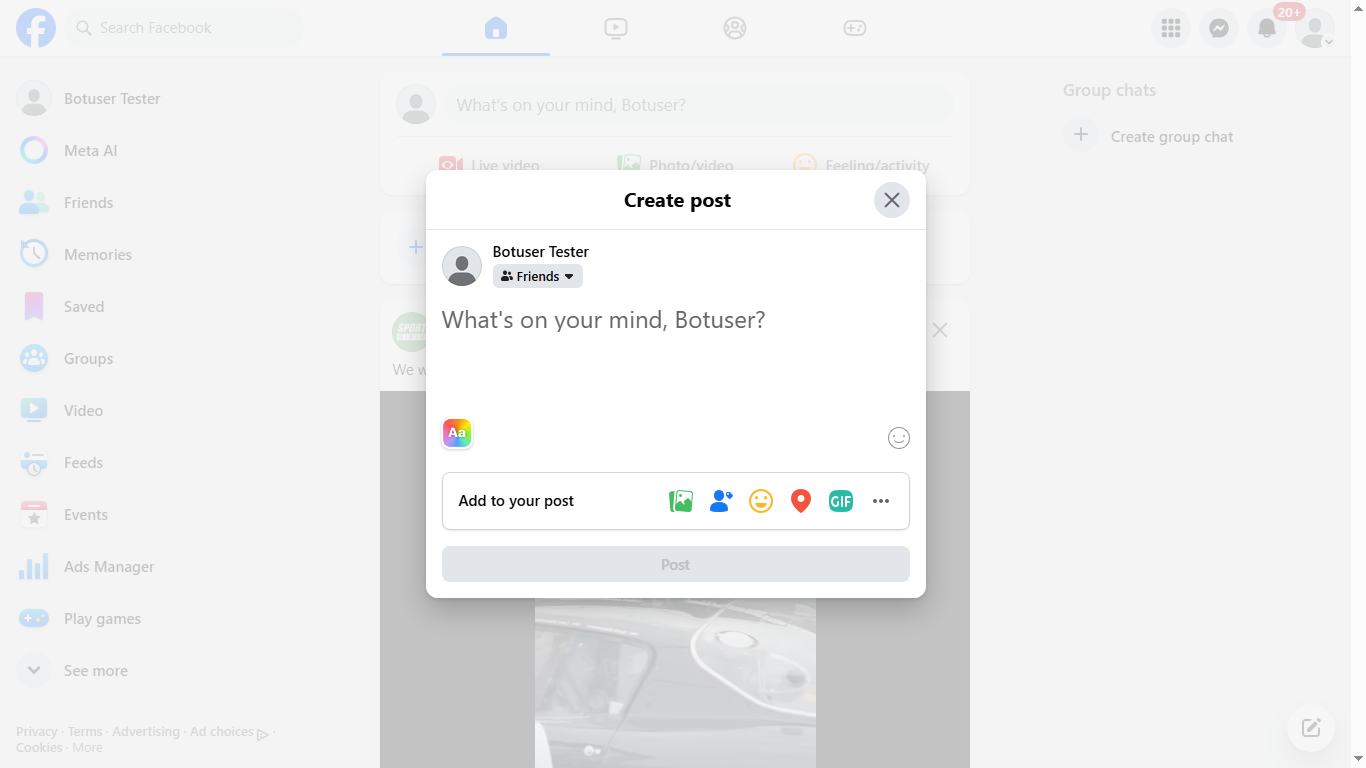 Search Facebook
20+
Botuser Tester
Meta AI
Friends
Memories
Saved
Groups
Video
Feeds
Events
Ads Manager
Play games
See more
Privacy · Terms · Advertising · Ad choices ·
Cookies · More
What's on your mind, Botuser?
Live video
Photo/video
Feeling/activity
We w
Create post
Botuser Tester
Friends
What's on your mind, Botuser?
Aa
Add to your post
GIF
Post
Group chats
Create group chat